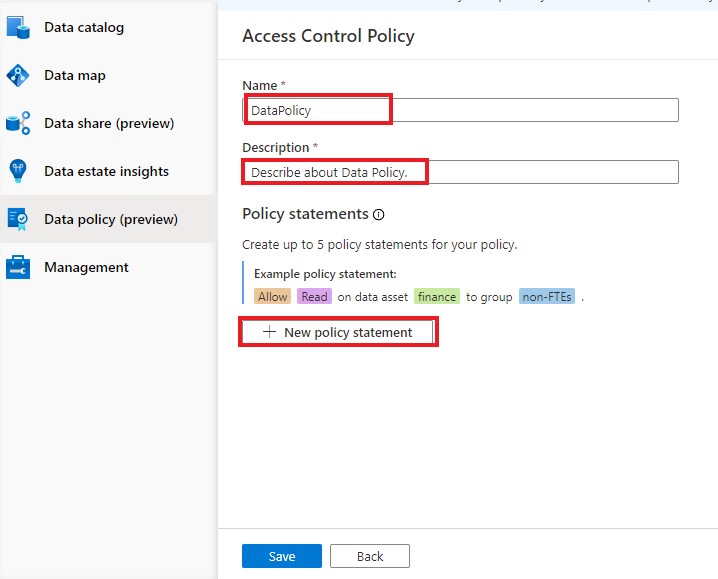 Data catalog
Data map
Data share (preview)
Data estate insights
Data policy (preview)
Management
Access Control Policy
Name *
DataPolicy
Description *
Describe about Data Policy.
Policy statements
Create up to 5 policy statements for your policy.
Example policy statement:
Allow Read on data asset finance to group non-FTEs .
+ New policy statement
Save Back